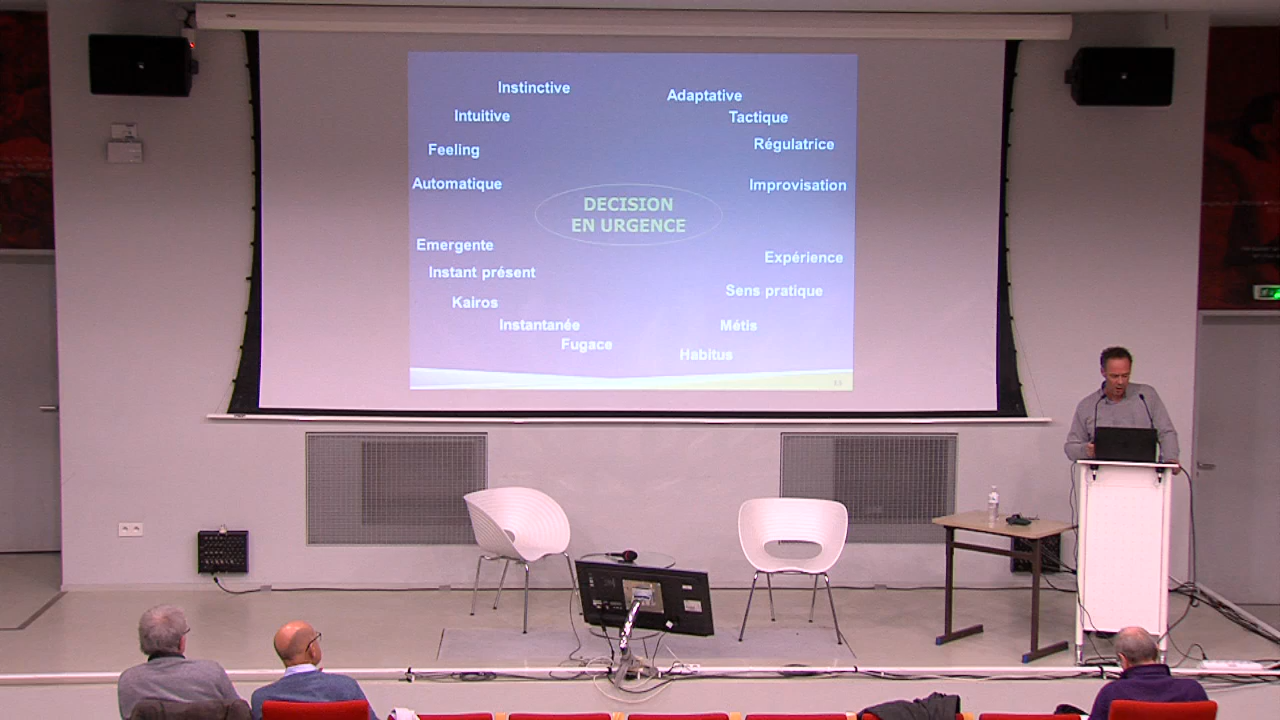 Instinctive
Adaptative
Intuitive
Tactique
Feeling
Régulatrice
Automatique
Improvisation
DECISION
EN URGENCE
Emergente
Expérience
Instant présent
Sens pratique
Kairos
Instantanée
Métis
Fugace
Habitus
13